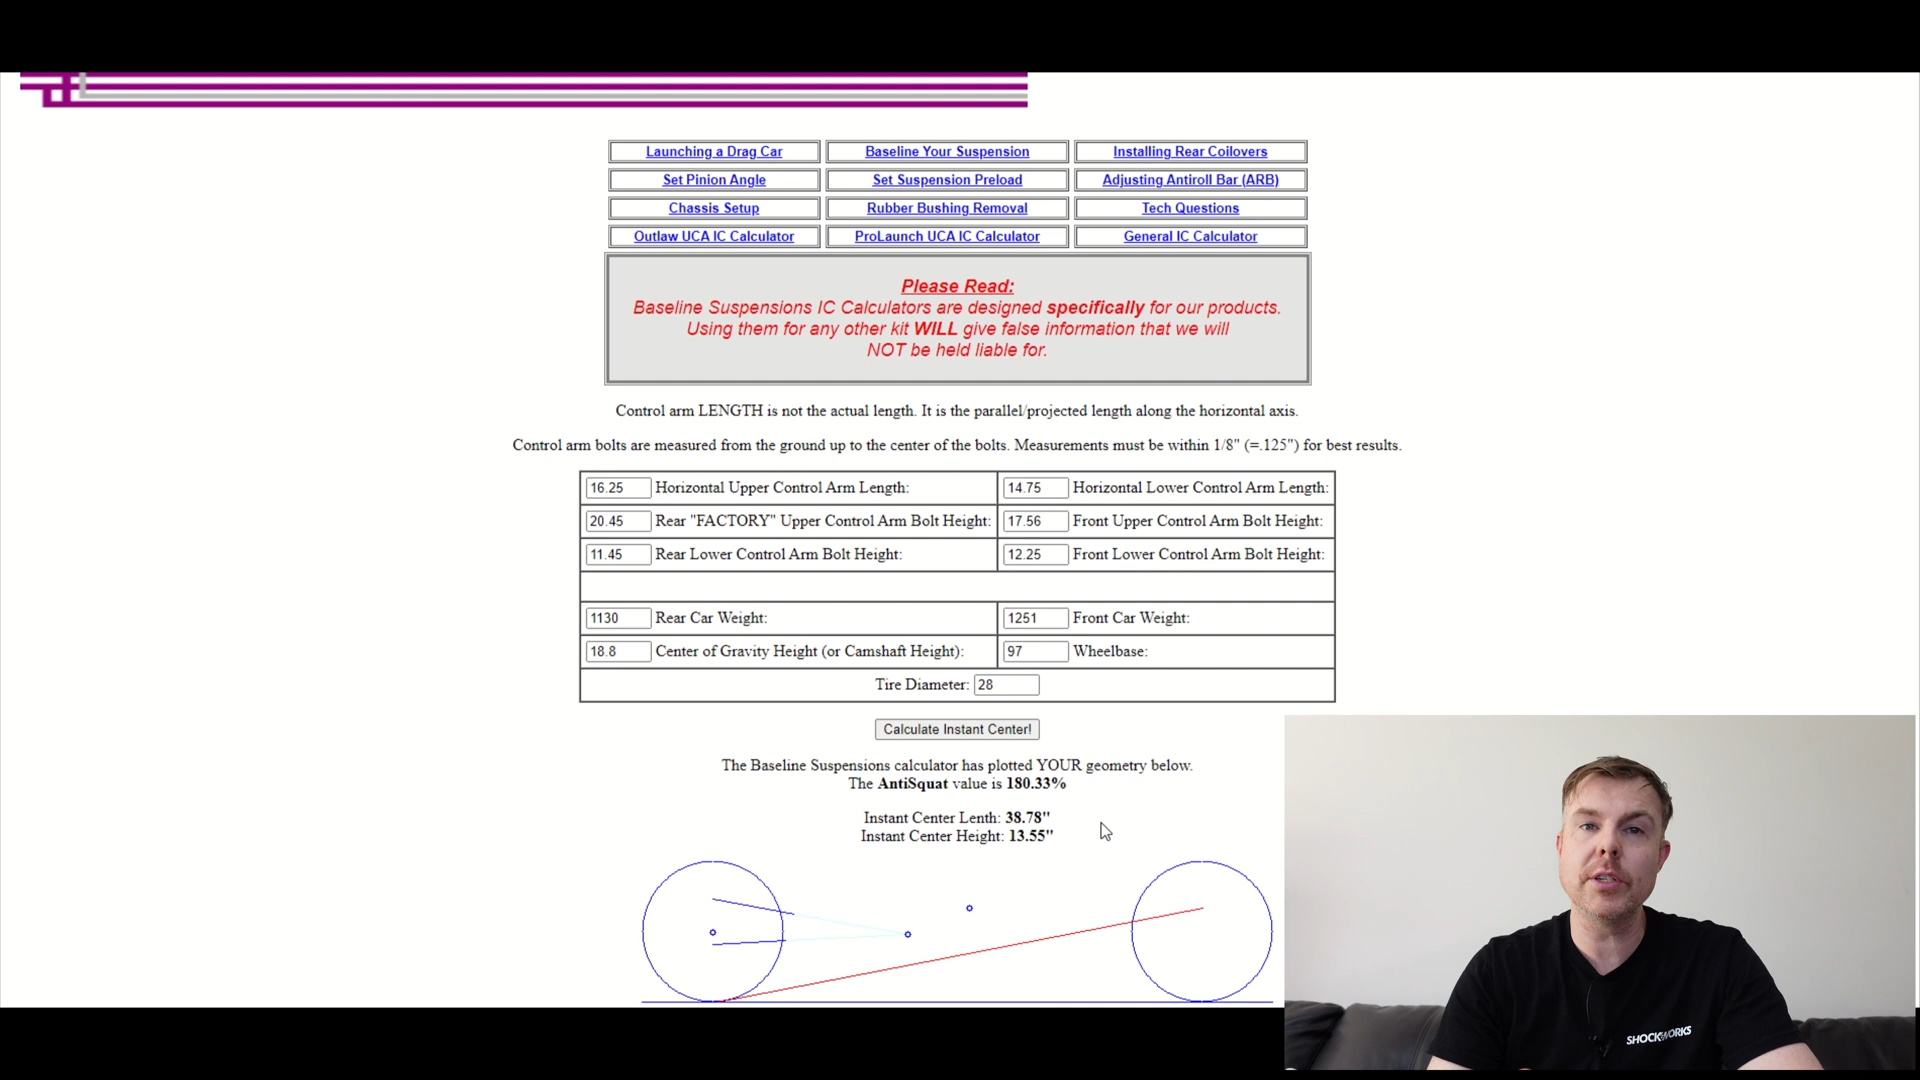 Launching a Drag Car
Baseline Your Suspension
Installing Rear Coilovers
Set Pinion Angle
Set Suspension Preload
Adjusting Antiroll Bar (ARB)
Chassis Setup
Rubber Bushing Removal
Tech Questions
Outlaw UCA IC Calculator
ProLaunch UCA IC Calculator
General IC Calculator
Please Read:
Baseline Suspensions IC Calculators are designed specifically for our products.
Using them for any other kit WILL give false information that we will
NOT be held liable for.
Control arm LENGTH is not the actual length. It is the parallel/projected length along the horizontal axis.
Control arm bolts are measured from the ground up to the center of the bolts. Measurements must be within 1/8" (=.125") for best results.
16.25 Horizontal Upper Control Arm Length:
14.75 Horizontal Lower Control Arm Length:
20.45 Rear "FACTORY" Upper Control Arm Bolt Height:
17.56 Front Upper Control Arm Bolt Height:
11.45 Rear Lower Control Arm Bolt Height:
12.25 Front Lower Control Arm Bolt Height:
1130 Rear Car Weight:
1251 Front Car Weight:
18.8 Center of Gravity Height (or Camshaft Height):
97 Wheelbase:
Tire Diameter: 28
Calculate Instant Center!
The Baseline Suspensions calculator has plotted YOUR geometry below.
The AntiSquat value is 180.33%
Instant Center Lenth: 38.78"
Instant Center Height: 13.55"
SHOCKWORKS